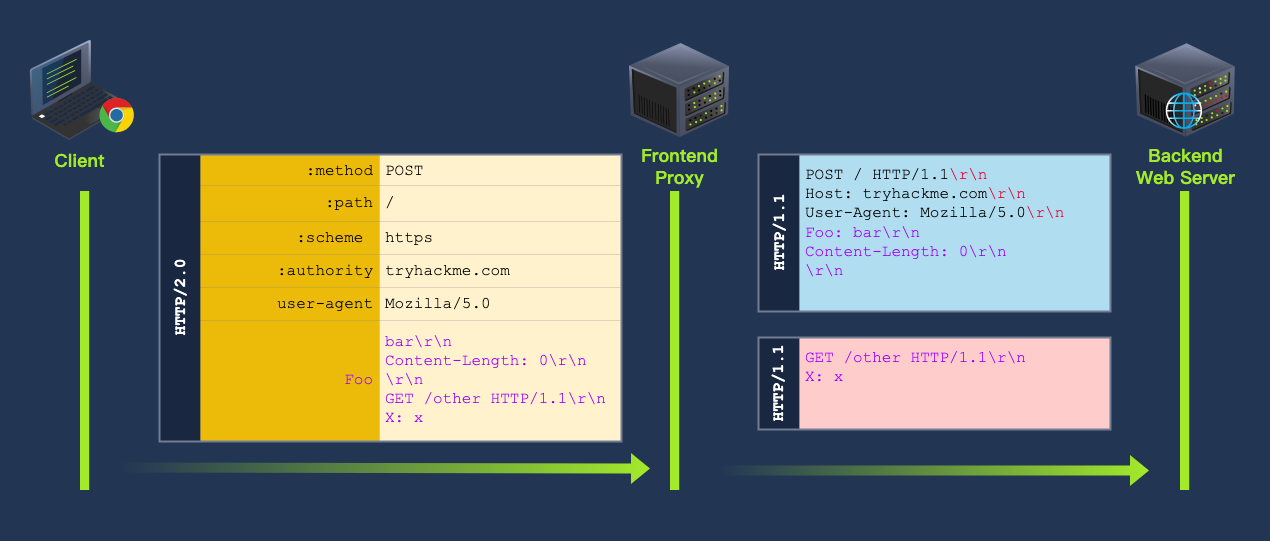 Client
Frontend
Proxy
Backend
Web Server
HTTP/2.0
:method POST
:path /
:scheme https
:authority tryhackme.com
user-agent Mozilla/5.0
Foo
bar\r\n
Content-Length: 0\r\n
\r\n
GET /other HTTP/1.1\r\n
X: x
HTTP/1.1
POST / HTTP/1.1\r\n
Host: tryhackme.com\r\n
User-Agent: Mozilla/5.0\r\n
Foo: bar\r\n
Content-Length: 0\r\n
\r\n
HTTP/1.1
GET /other HTTP/1.1\r\n
X: x